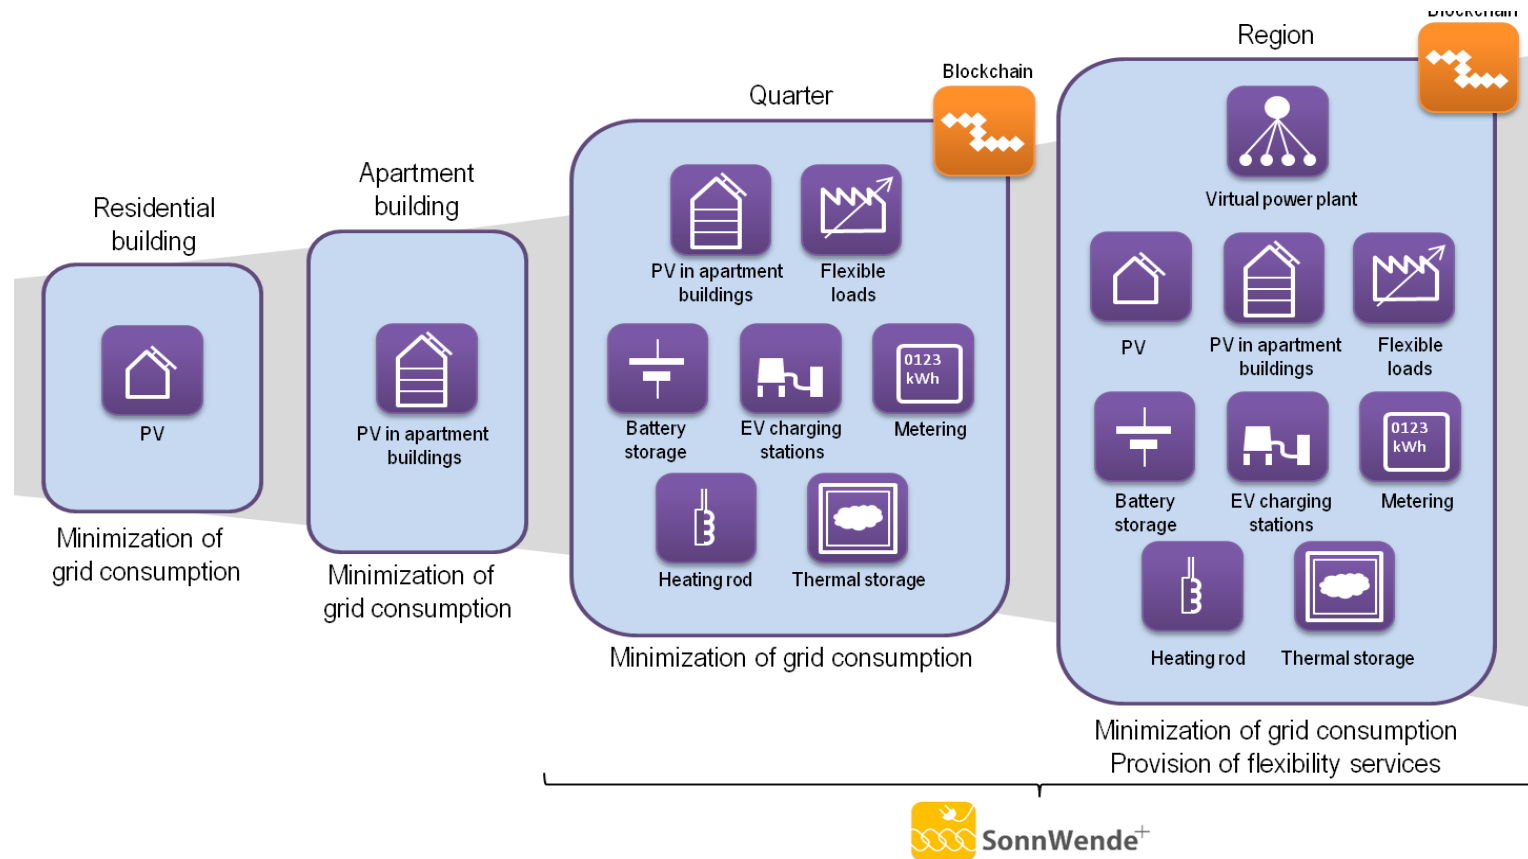 Residential
building
PV
Minimization of
grid consumption
Apartment
building
PV in apartment
buildings
Minimization of
grid consumption
Quarter
Blockchain
PV in apartment
buildings
Flexible
loads
Battery
storage
EV charging
stations
0123
kWh
Metering
Heating rod
Thermal storage
Minimization of grid consumption
Region
Blockchain
Virtual power plant
PV
PV in apartment
buildings
Flexible
loads
Battery
storage
EV charging
stations
0123
kWh
Metering
Heating rod
Thermal storage
Minimization of grid consumption
Provision of flexibility services
SonnWende+